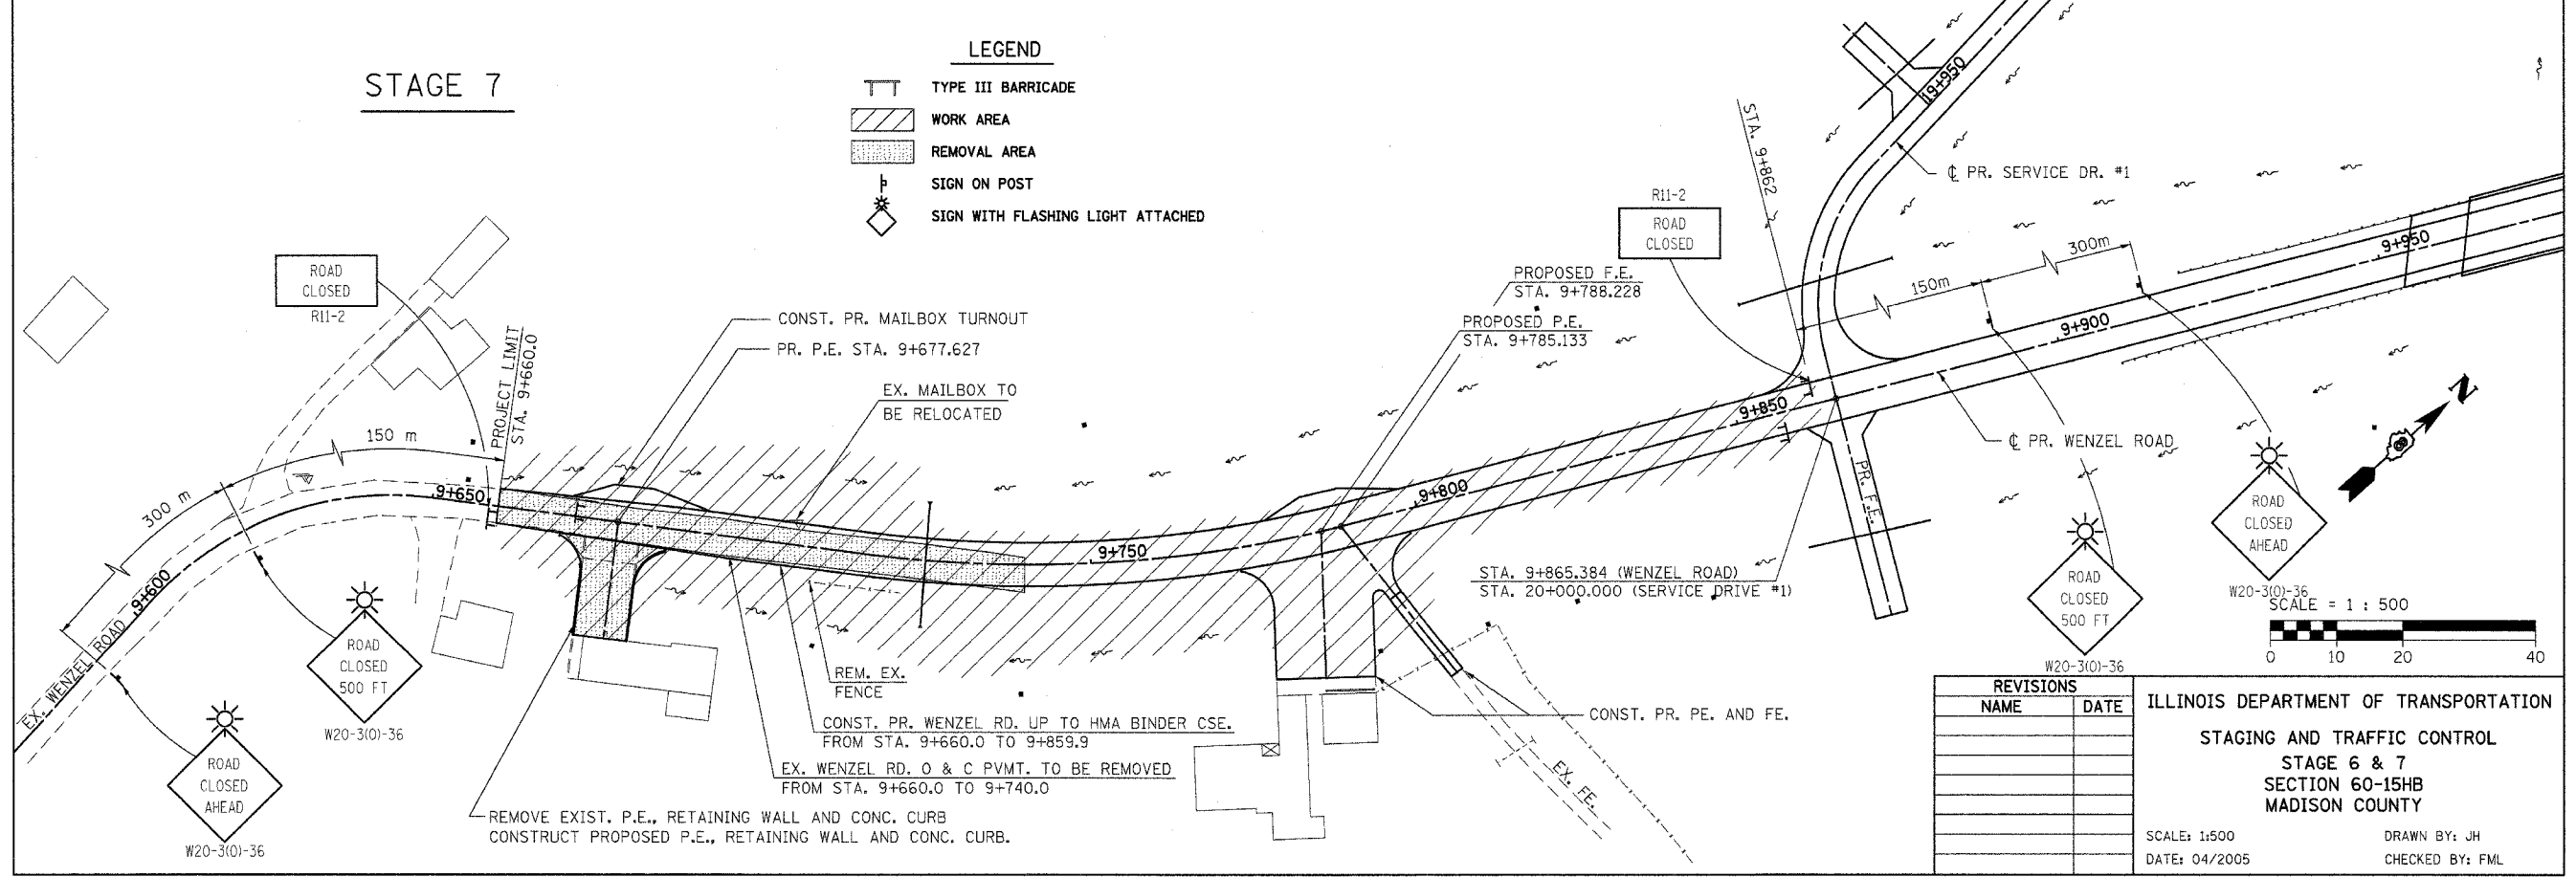 STAGE 7
LEGEND
TYPE III BARRICADE
WORK AREA
REMOVAL AREA
SIGN ON POST
SIGN WITH FLASHING LIGHT ATTACHED
ROAD
CLOSED
R11-2
PROJECT LIMIT
STA. 9+660.0
150 m
300 m
9+600
9+650
EX. WENZEL ROAD
ROAD
CLOSED
500 FT
W20-3(O)-36
ROAD
CLOSED
AHEAD
W20-3(O)-36
CONST. PR. MAILBOX TURNOUT
PR. P.E. STA. 9+677.627
EX. MAILBOX TO
BE RELOCATED
REM. EX.
FENCE
CONST. PR. WENZEL RD. UP TO HMA BINDER CSE.
FROM STA. 9+660.0 TO 9+859.9
EX. WENZEL RD. O & C PVMT. TO BE REMOVED
FROM STA. 9+660.0 TO 9+740.0
REMOVE EXIST. P.E., RETAINING WALL AND CONC. CURB
CONSTRUCT PROPOSED P.E., RETAINING WALL AND CONC. CURB.
9+750
9+800
9+850
PROPOSED F.E.
STA. 9+788.228
PROPOSED P.E.
STA. 9+785.133
R11-2
ROAD
CLOSED
STA. 9+862
19+950
℄ PR. SERVICE DR. #1
150m
300m
9+900
9+950
℄ PR. WENZEL ROAD
PR. F.E.
STA. 9+865.384 (WENZEL ROAD)
STA. 20+000.000 (SERVICE DRIVE #1)
CONST. PR. PE. AND FE.
EX. FE.
N
ROAD
CLOSED
500 FT
W20-3(O)-36
ROAD
CLOSED
AHEAD
W20-3(O)-36
SCALE = 1 : 500
0 10 20 40
REVISIONS
NAME DATE
ILLINOIS DEPARTMENT OF TRANSPORTATION
STAGING AND TRAFFIC CONTROL
STAGE 6 & 7
SECTION 60-15HB
MADISON COUNTY
SCALE: 1:500
DRAWN BY: JH
DATE: 04/2005
CHECKED BY: FML